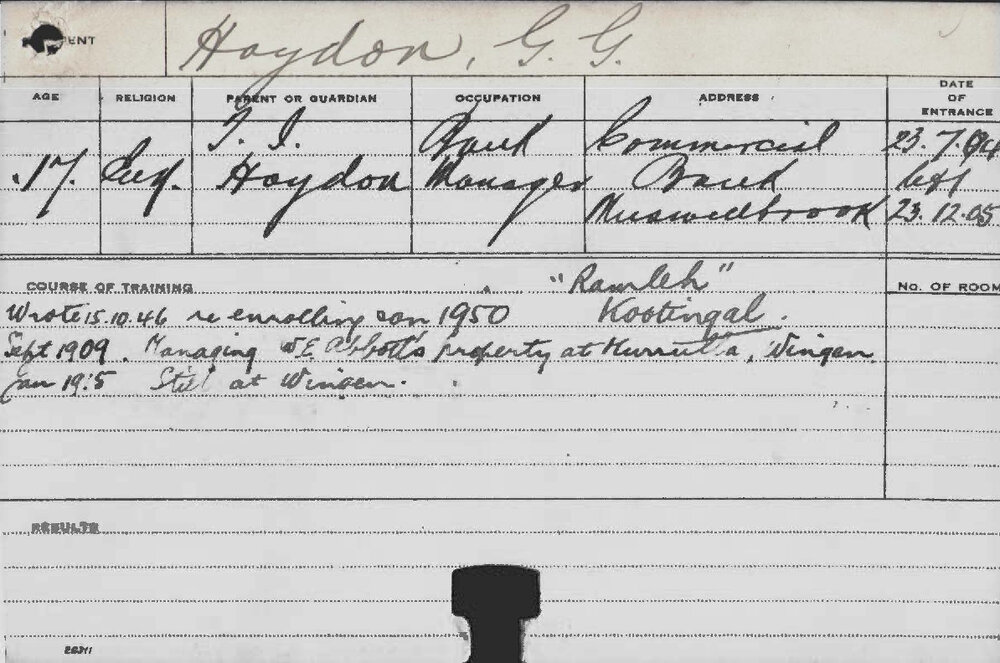 Haydon, G. G.
AGE RELIGION PARENT OR GUARDIAN OCCUPATION ADDRESS DATE OF ENTRANCE
T. I. Bank Commercial 23.7.04
17. Eng. Haydon Manager Bank left
Muswellbrook 23.12.05
COURSE OF TRAINING "Ramleh" No. OF ROOM
Wrote 15.10.46 re enrolling son 1950 Kootingal.
Sept 1909. Managing W E Abbott's property at Murrulla, Wingen
Jan 1915 Still at Wingen.
RESULTS